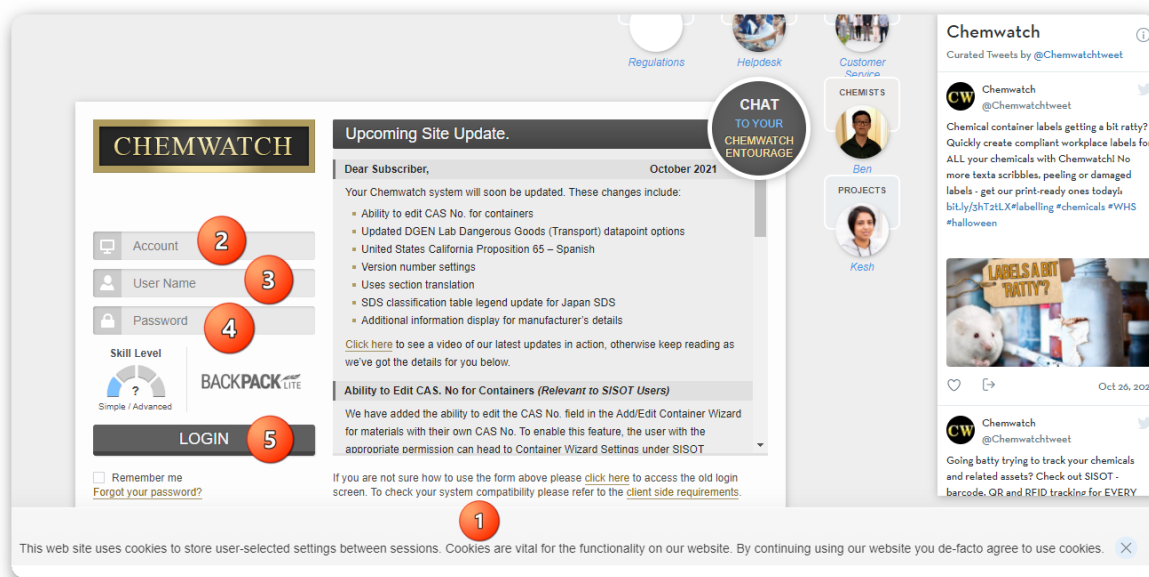 Regulations
Helpdesk
Customer
Service
CHAT
TO YOUR
CHEMWATCH
ENTOURAGE
CHEMISTS
Ben
PROJECTS
Kesh
CHEMWATCH
2
Account
3
User Name
4
Password
Skill Level
?
Simple / Advanced
BACKPACK LITE
LOGIN
5
Remember me
Forgot your password?
Upcoming Site Update.
Dear Subscriber, October 2021
Your Chemwatch system will soon be updated. These changes include:
Ability to edit CAS No. for containers
Updated DGEN Lab Dangerous Goods (Transport) datapoint options
United States California Proposition 65 – Spanish
Version number settings
Uses section translation
SDS classification table legend update for Japan SDS
Additional information display for manufacturer's details
Click here to see a video of our latest updates in action, otherwise keep reading as
we've got the details for you below.
Ability to Edit CAS. No for Containers (Relevant to SISOT Users)
We have added the ability to edit the CAS No. field in the Add/Edit Container Wizard
for materials with their own CAS No. To enable this feature, the user with the
appropriate permission can head to Container Wizard Settings under SISOT
If you are not sure how to use the form above please click here to access the old login
screen. To check your system compatibility please refer to the client side requirements.
Chemwatch
Curated Tweets by @Chemwatchtweet
CW
Chemwatch
@Chemwatchtweet
Chemical container labels getting a bit ratty?
Quickly create compliant workplace labels for
ALL your chemicals with Chemwatch! No
more texta scribbles, peeling or damaged
labels - get our print-ready ones today!
bit.ly/3hT2tLX#labelling #chemicals #WHS
#halloween
LABELS A BIT
'RATTY'?
Oct 26, 202
CW
Chemwatch
@Chemwatchtweet
Going batty trying to track your chemicals
and related assets? Check out SISOT -
barcode, QR and RFID tracking for EVERY
1
This web site uses cookies to store user-selected settings between sessions. Cookies are vital for the functionality on our website. By continuing using our website you de-facto agree to use cookies.